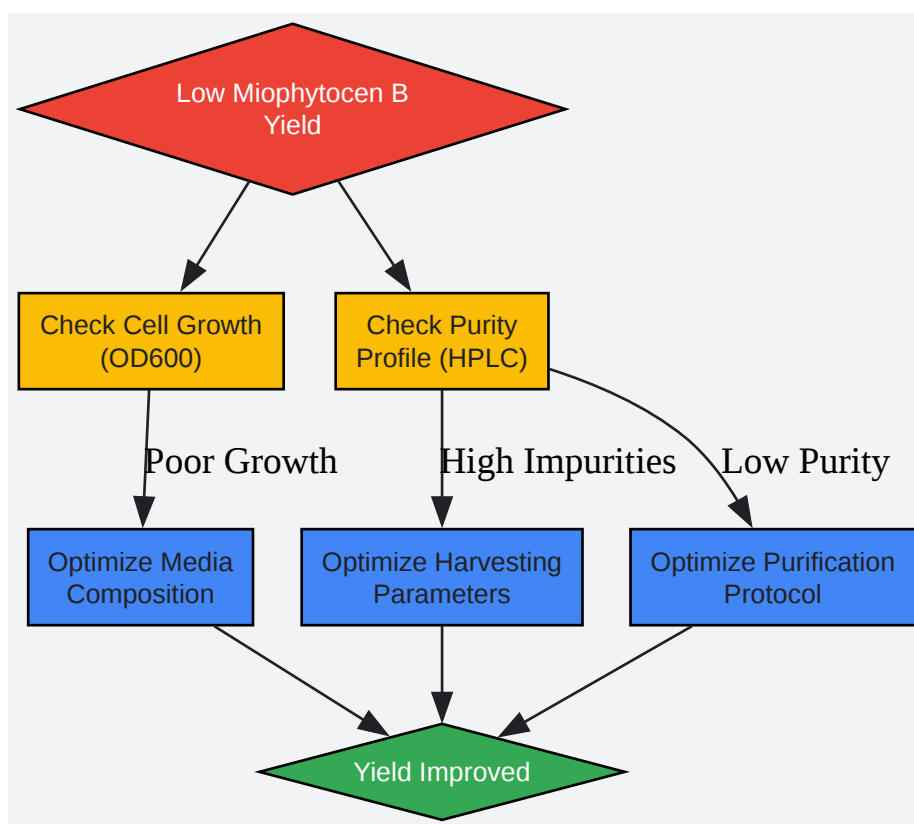 Low Miophytocen B
Yield
Check Cell Growth
(OD600)
Check Purity
Profile (HPLC)
Poor Growth
High Impurities
Low Purity
Optimize Media
Composition
Optimize Harvesting
Parameters
Optimize Purification
Protocol
Yield Improved